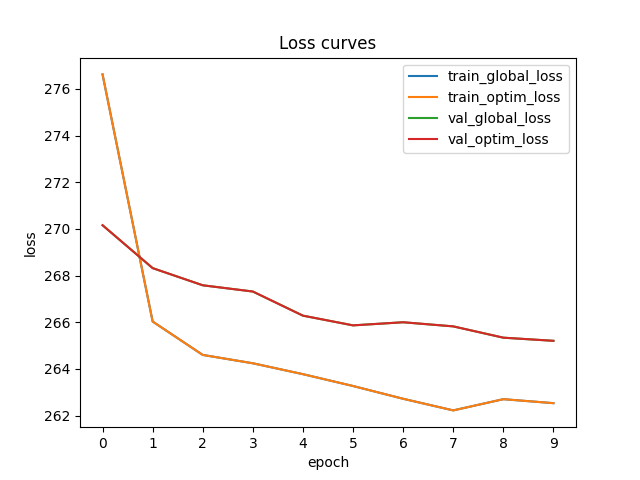 Loss curves
train_global_loss
train_optim_loss
val_global_loss
val_optim_loss
276
274
272
270
268
266
264
262
loss
0 1 2 3 4 5 6 7 8 9
epoch